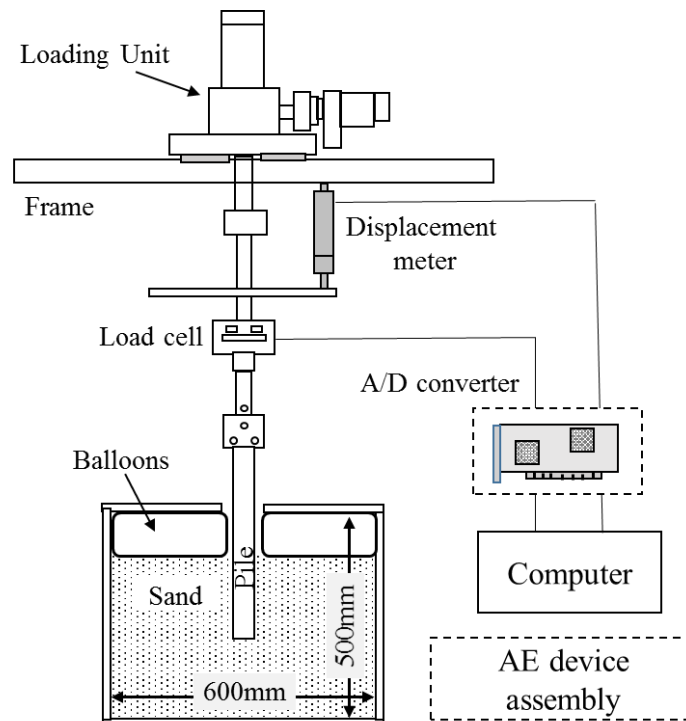 Loading Unit
Frame
Displacement
meter
Load cell
A/D converter
Balloons
Pile
Sand
500mm
600mm
Computer
AE device
assembly